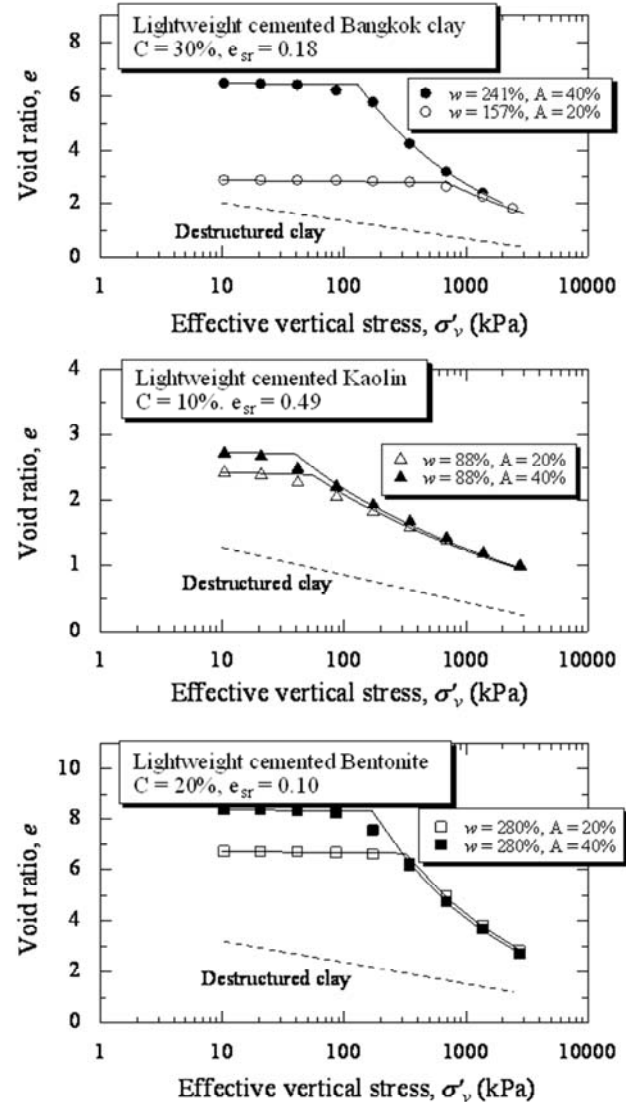 Lightweight cemented Bangkok clay
C = 30%, e_sr = 0.18
w = 241%, A = 40%
w = 157%, A = 20%
Destructured clay
Void ratio, e
8
6
4
2
0
1
10
100
1000
10000
Effective vertical stress, σ′v (kPa)
Lightweight cemented Kaolin
C = 10%. e_sr = 0.49
w = 88%, A = 20%
w = 88%, A = 40%
Destructured clay
Void ratio, e
4
3
2
1
0
1
10
100
1000
10000
Effective vertical stress, σ′v (kPa)
Lightweight cemented Bentonite
C = 20%, e_sr = 0.10
w = 280%, A = 20%
w = 280%, A = 40%
Destructured clay
Void ratio, e
10
8
6
4
2
0
1
10
100
1000
10000
Effective vertical stress, σ′v (kPa)